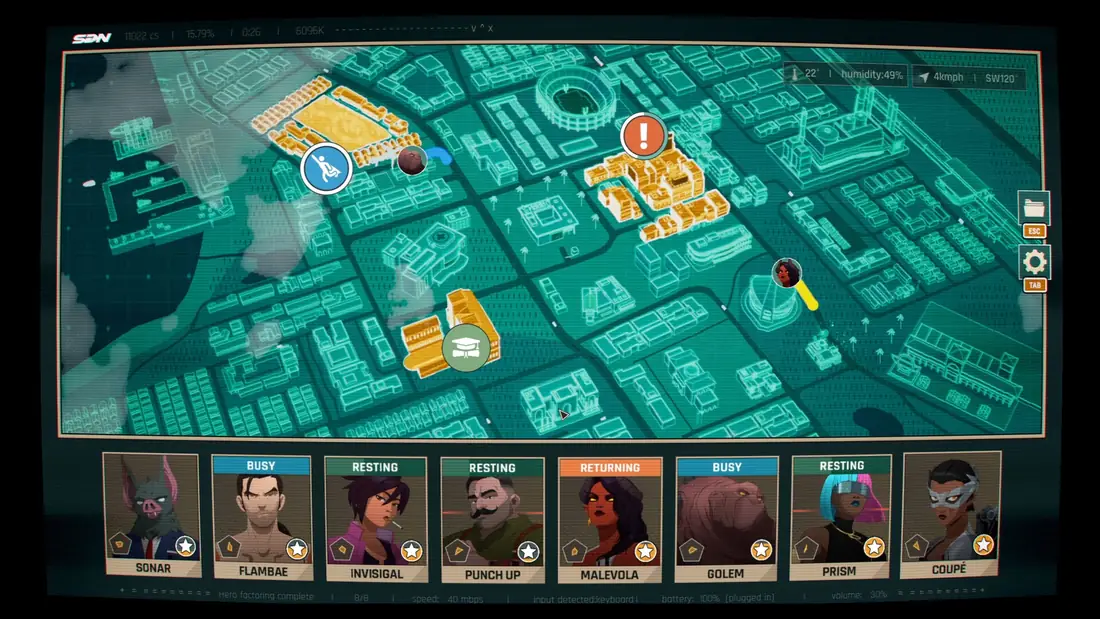 SDN 11022 cs | 15.79% | 0:26 | 6095K
22° | humidity:49% 4kmph | SW120°
!
ESC
TAB
BUSY RESTING RESTING RETURNING BUSY RESTING
SONAR FLAMBAE INVISIGAL PUNCH UP MALEVOLA GOLEM PRISM COUPÉ
Hero factoring complete | 8/8 | speed: 40 mbps | input detected:keyboard | battery: 100% [plugged in] | volume: 30%